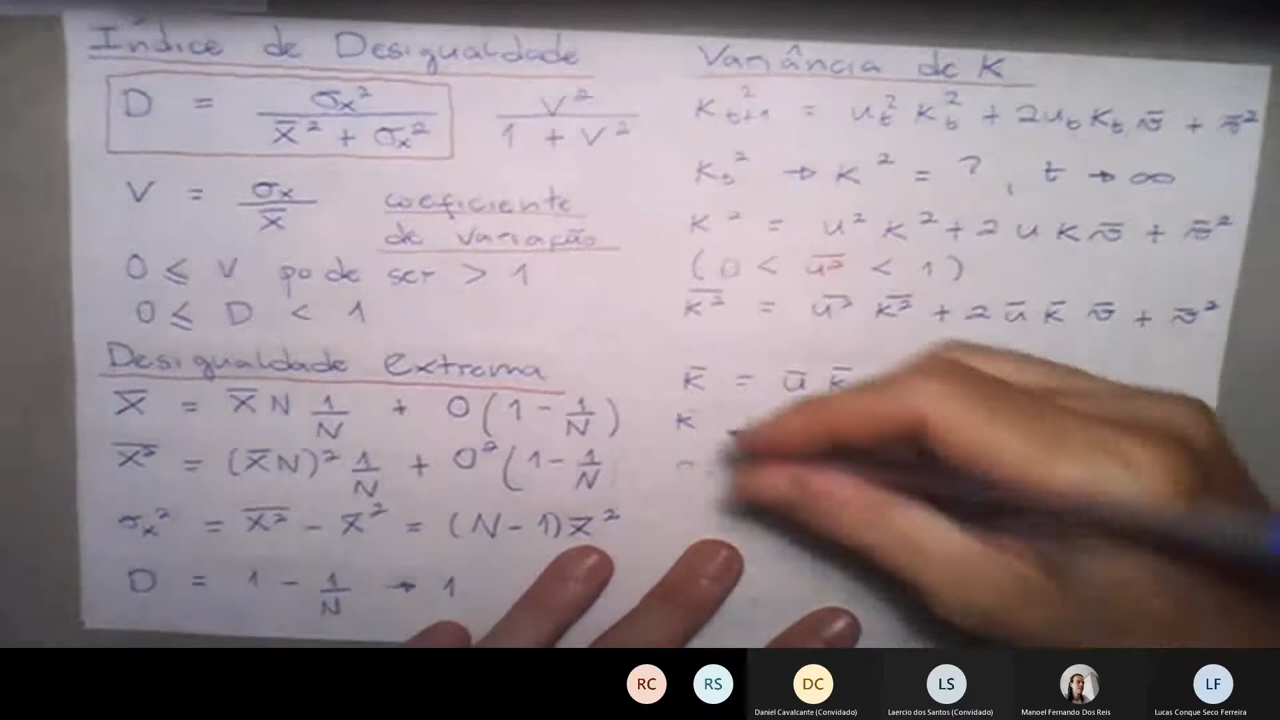 Índice de Desigualdade
D = σx² / (x̄² + σx²)   V² / (1 + V²)
V = σx / x̄   coeficiente de variação
0 ≤ V pode ser > 1
0 ≤ D < 1
Desigualdade extrema
x̄ = x̄ N 1/N + 0(1 - 1/N)
x̄² = (x̄N)² 1/N + 0²(1 - 1/N
σx² = x̄² - x̄² = (N-1)x̄²
D = 1 - 1/N → 1
Variância de K
K²t+1 = ut² Kt² + 2ut Kt v̄ + v̄²
Kt² → K² = ?, t → ∞
K² = u² K² + 2 u K v̄ + v̄²
(0 < u̅² < 1)
k̅² = u̅² k̅² + 2 ū k̄ v̄ + v̄²
k̄ = ū k̄
K
RC
RS
DC
LS
LF
Daniel Cavalcante (Convidado)
Laercio dos Santos (Convidado)
Manoel Fernando Dos Reis
Lucas Conque Seco Ferreira